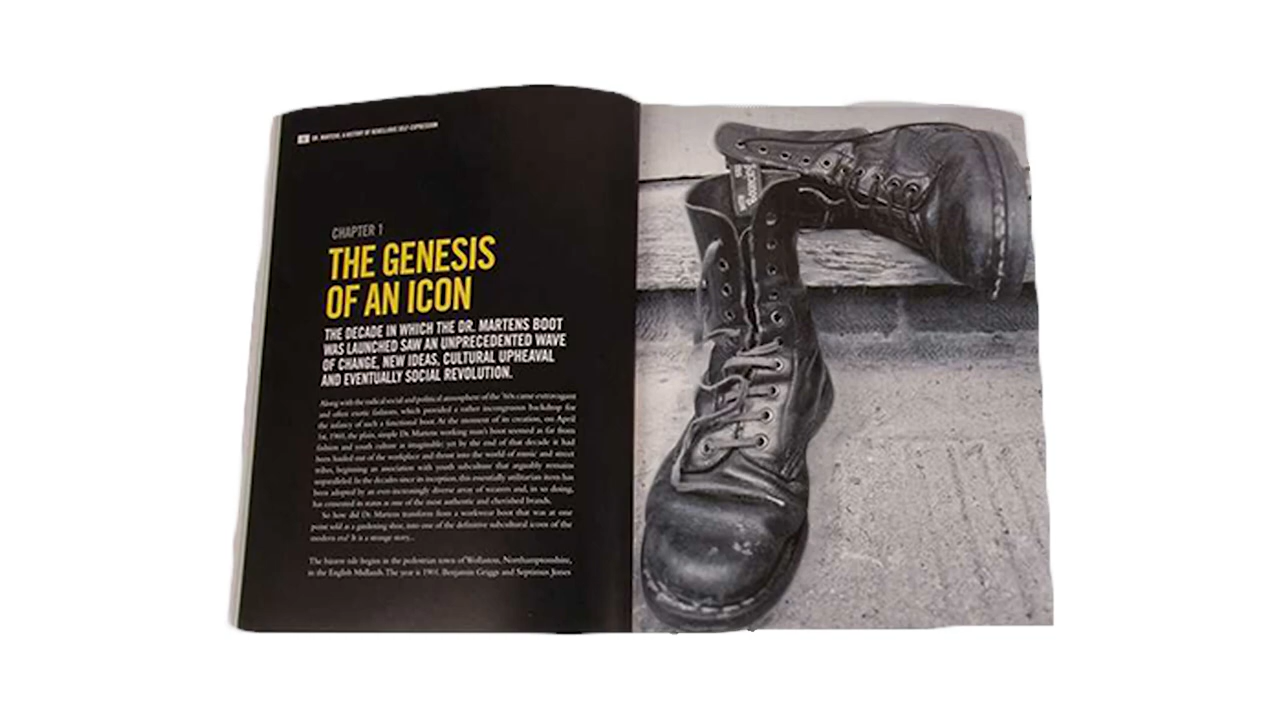 DR. MARTENS: A HISTORY OF REBELLIOUS SELF-EXPRESSION
CHAPTER 1
THE GENESIS
OF AN ICON
THE DECADE IN WHICH THE DR. MARTENS BOOT
WAS LAUNCHED SAW AN UNPRECEDENTED WAVE
OF CHANGE, NEW IDEAS, CULTURAL UPHEAVAL
AND EVENTUALLY SOCIAL REVOLUTION.
Along with the radical social and political atmosphere of the '60s came extravagant
and often exotic fashions, which provided a rather incongruous backdrop for
the infancy of such a functional boot. At the moment of its creation, on April
1st, 1960, the plain, simple Dr. Martens working man's boot seemed as far from
fashion and youth culture as imaginable; yet by the end of that decade it had
been hauled out of the workplace and thrust into the world of music and street
tribes, beginning an association with youth subculture that arguably remains
unparalleled. In the decades since its inception, this essentially utilitarian item has
been adopted by an ever-increasingly diverse array of wearers and, in so doing,
has cemented its status as one of the most authentic and cherished brands.
So how did Dr. Martens transform from a workwear boot that was at one
point sold as a gardening shoe, into one of the definitive subcultural icons of the
modern era? It is a strange story...
The bizarre tale begins in the pedestrian town of Wollaston, Northamptonshire,
in the English Midlands. The year is 1901. Benjamin Griggs and Septimus Jones